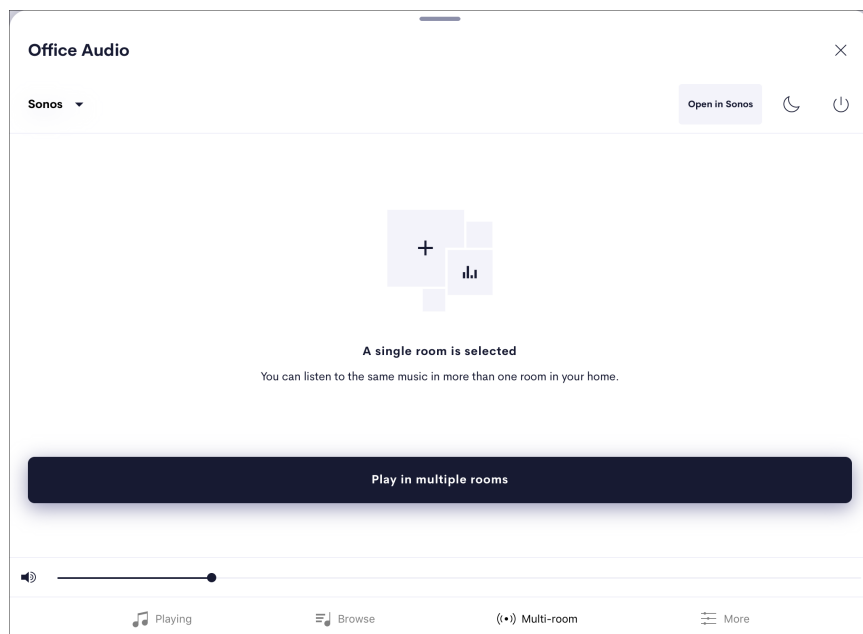 Office Audio
Sonos
Open in Sonos
A single room is selected
You can listen to the same music in more than one room in your home.
Play in multiple rooms
Playing
Browse
Multi-room
More